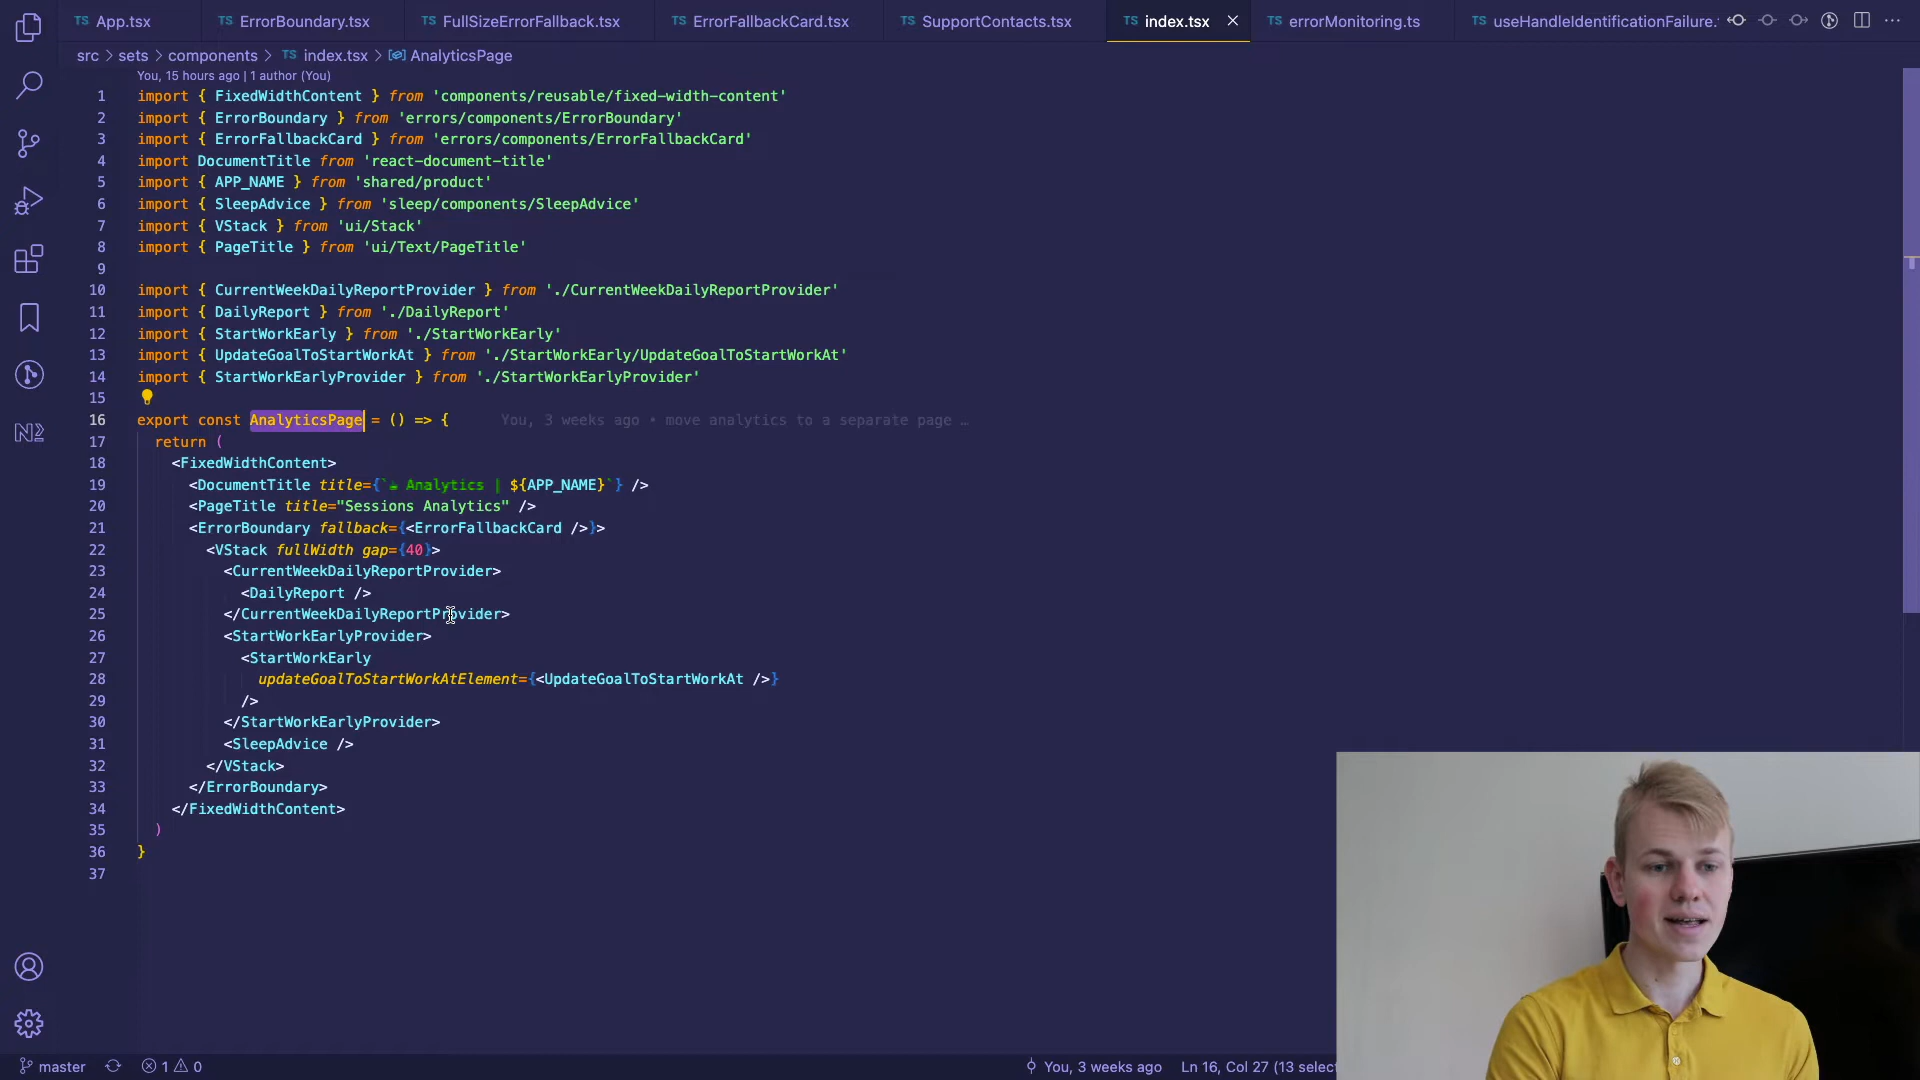 TS App.tsx TS ErrorBoundary.tsx TS FullSizeErrorFallback.tsx TS ErrorFallbackCard.tsx TS SupportContacts.tsx TS index.tsx TS errorMonitoring.ts TS useHandleIdentificationFailure.
src > sets > components > TS index.tsx > AnalyticsPage
You, 15 hours ago | 1 author (You)
1 import { FixedWidthContent } from 'components/reusable/fixed-width-content'
2 import { ErrorBoundary } from 'errors/components/ErrorBoundary'
3 import { ErrorFallbackCard } from 'errors/components/ErrorFallbackCard'
4 import DocumentTitle from 'react-document-title'
5 import { APP_NAME } from 'shared/product'
6 import { SleepAdvice } from 'sleep/components/SleepAdvice'
7 import { VStack } from 'ui/Stack'
8 import { PageTitle } from 'ui/Text/PageTitle'
9
10 import { CurrentWeekDailyReportProvider } from './CurrentWeekDailyReportProvider'
11 import { DailyReport } from './DailyReport'
12 import { StartWorkEarly } from './StartWorkEarly'
13 import { UpdateGoalToStartWorkAt } from './StartWorkEarly/UpdateGoalToStartWorkAt'
14 import { StartWorkEarlyProvider } from './StartWorkEarlyProvider'
15
16 export const AnalyticsPage = () => { You, 3 weeks ago • move analytics to a separate page …
17 return (
18 <FixedWidthContent>
19 <DocumentTitle title={` Analytics | ${APP_NAME}`} />
20 <PageTitle title="Sessions Analytics" />
21 <ErrorBoundary fallback={<ErrorFallbackCard />}>
22 <VStack fullWidth gap={40}>
23 <CurrentWeekDailyReportProvider>
24 <DailyReport />
25 </CurrentWeekDailyReportProvider>
26 <StartWorkEarlyProvider>
27 <StartWorkEarly
28 updateGoalToStartWorkAtElement={<UpdateGoalToStartWorkAt />}
29 />
30 </StartWorkEarlyProvider>
31 <SleepAdvice />
32 </VStack>
33 </ErrorBoundary>
34 </FixedWidthContent>
35 )
36 }
37
master 1 0 You, 3 weeks ago Ln 16, Col 27 (13 select